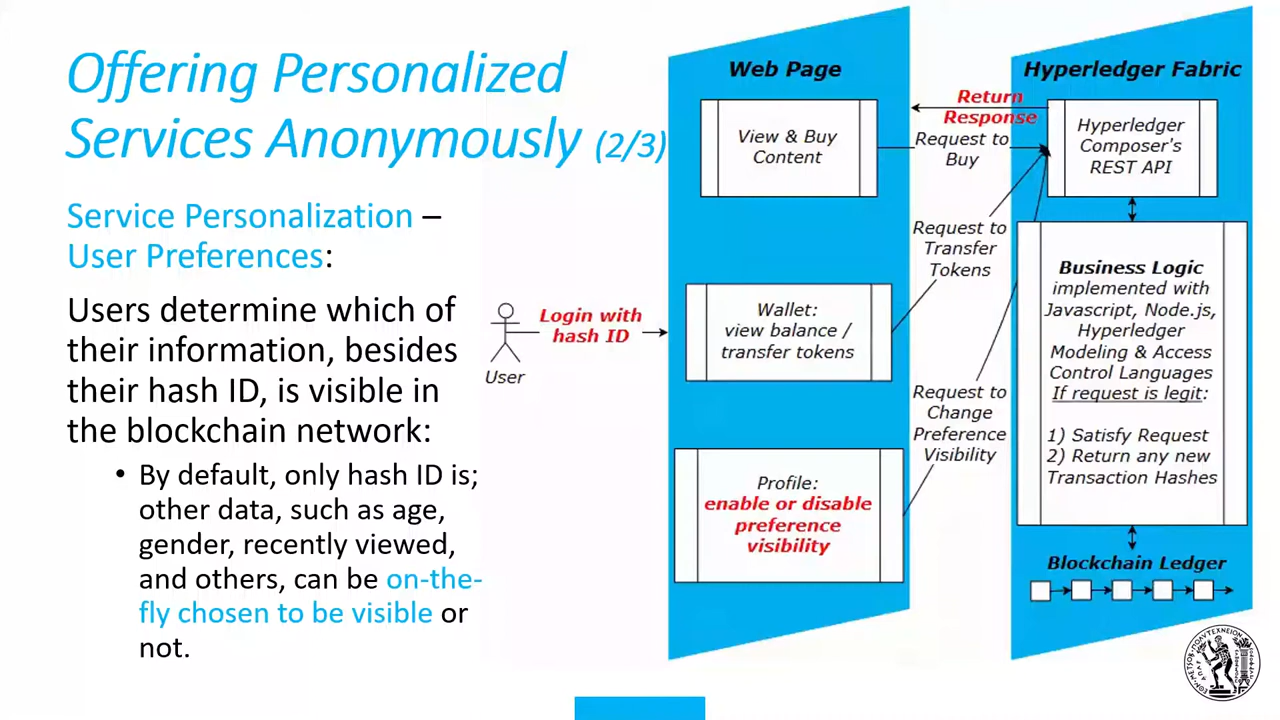 Offering Personalized
Services Anonymously (2/3)
Service Personalization –
User Preferences:
Users determine which of
their information, besides
their hash ID, is visible in
the blockchain network:
• By default, only hash ID is;
other data, such as age,
gender, recently viewed,
and others, can be on-the-
fly chosen to be visible or
not.
User
Login with
hash ID
Web Page
View & Buy
Content
Wallet:
view balance /
transfer tokens
Profile:
enable or disable
preference
visibility
Return
Response
Request to
Buy
Request to
Transfer
Tokens
Request to
Change
Preference
Visibility
Hyperledger Fabric
Hyperledger
Composer's
REST API
Business Logic
implemented with
Javascript, Node.js,
Hyperledger
Modeling & Access
Control Languages
If request is legit:
1) Satisfy Request
2) Return any new
Transaction Hashes
Blockchain Ledger